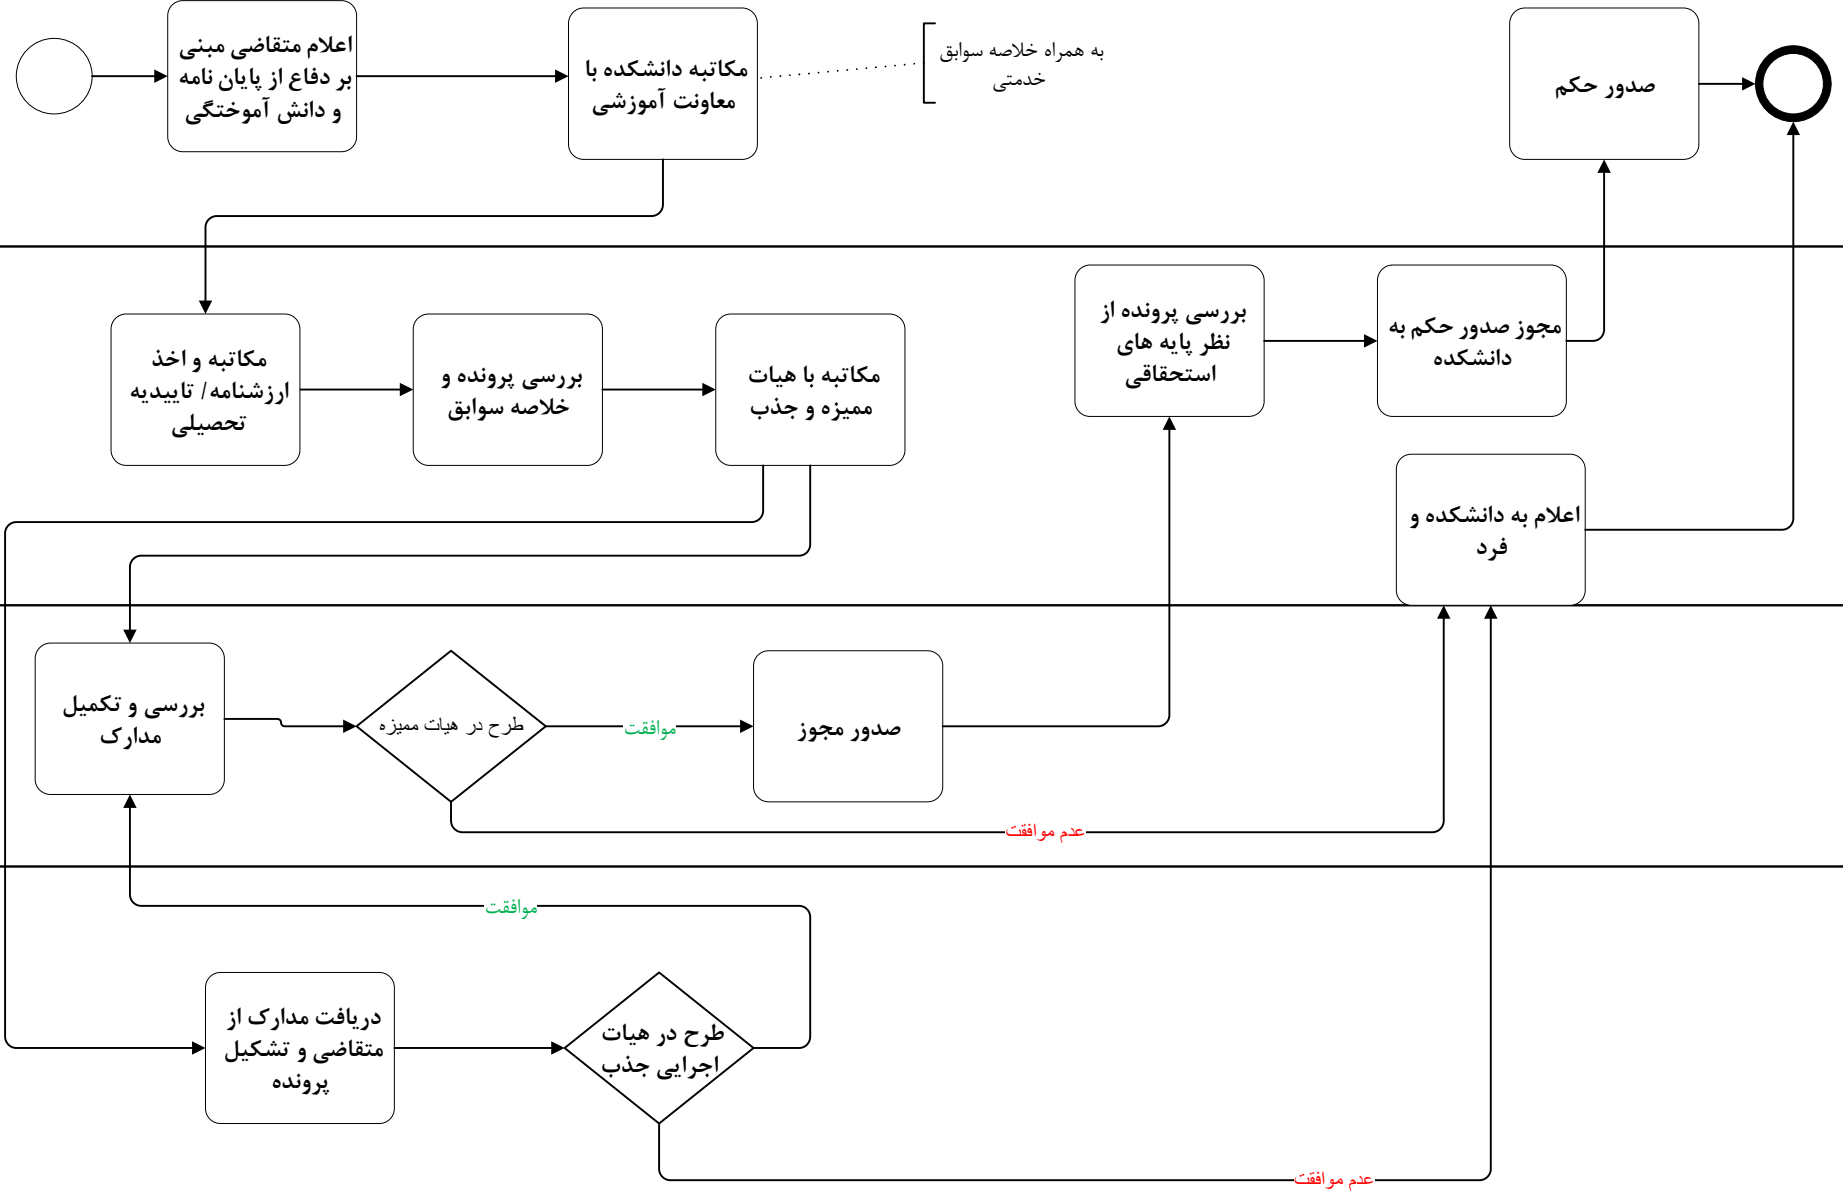 اعلام متقاضی مبنی
بر دفاع از پایان نامه
و دانش آموختگی
مکاتبه دانشکده با
معاونت آموزشی
به همراه خلاصه سوابق
خدمتی
صدور حکم
مکاتبه و اخذ
ارزشنامه/ تاییدیه
تحصیلی
بررسی پرونده و
خلاصه سوابق
مکاتبه با هیات
ممیزه و جذب
بررسی پرونده از
نظر پایه های
استحقاقی
مجوز صدور حکم به
دانشکده
اعلام به دانشکده و
فرد
بررسی و تکمیل
مدارک
طرح در هیات ممیزه
موافقت
صدور مجوز
عدم موافقت
موافقت
دریافت مدارک از
متقاضی و تشکیل
پرونده
طرح در هیات
اجرایی جذب
عدم موافقت